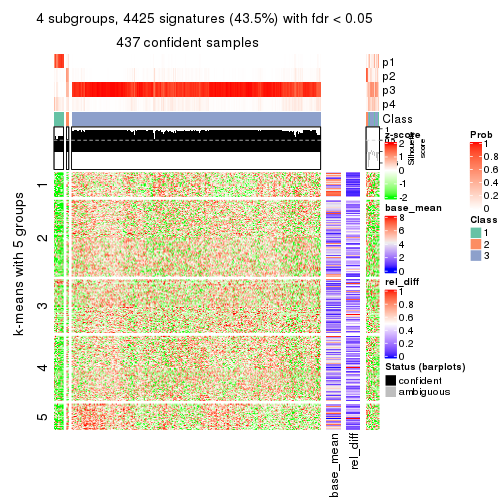 4 subgroups, 4425 signatures (43.5%) with fdr < 0.05
437 confident samples
p1
p2
p3
p4
Class
1
Silhouette
score
z-score
2
1
0
-1
-2
Prob
1
0.8
0.6
0.4
0.2
0
base_mean
8
6
4
2
0
Class
1
2
3
rel_diff
1
0.8
0.6
0.4
0.2
0
Status (barplots)
confident
ambiguous
k-means with 5 groups
1
2
3
4
5
base_mean
rel_diff